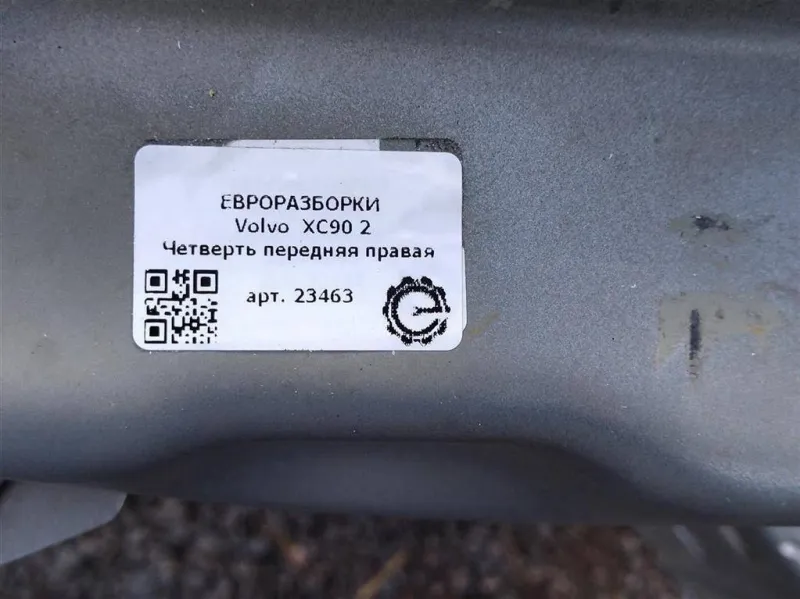 ЕВРОРАЗБОРКИ
Volvo XC90 2
Четверть передняя правая
арт. 23463